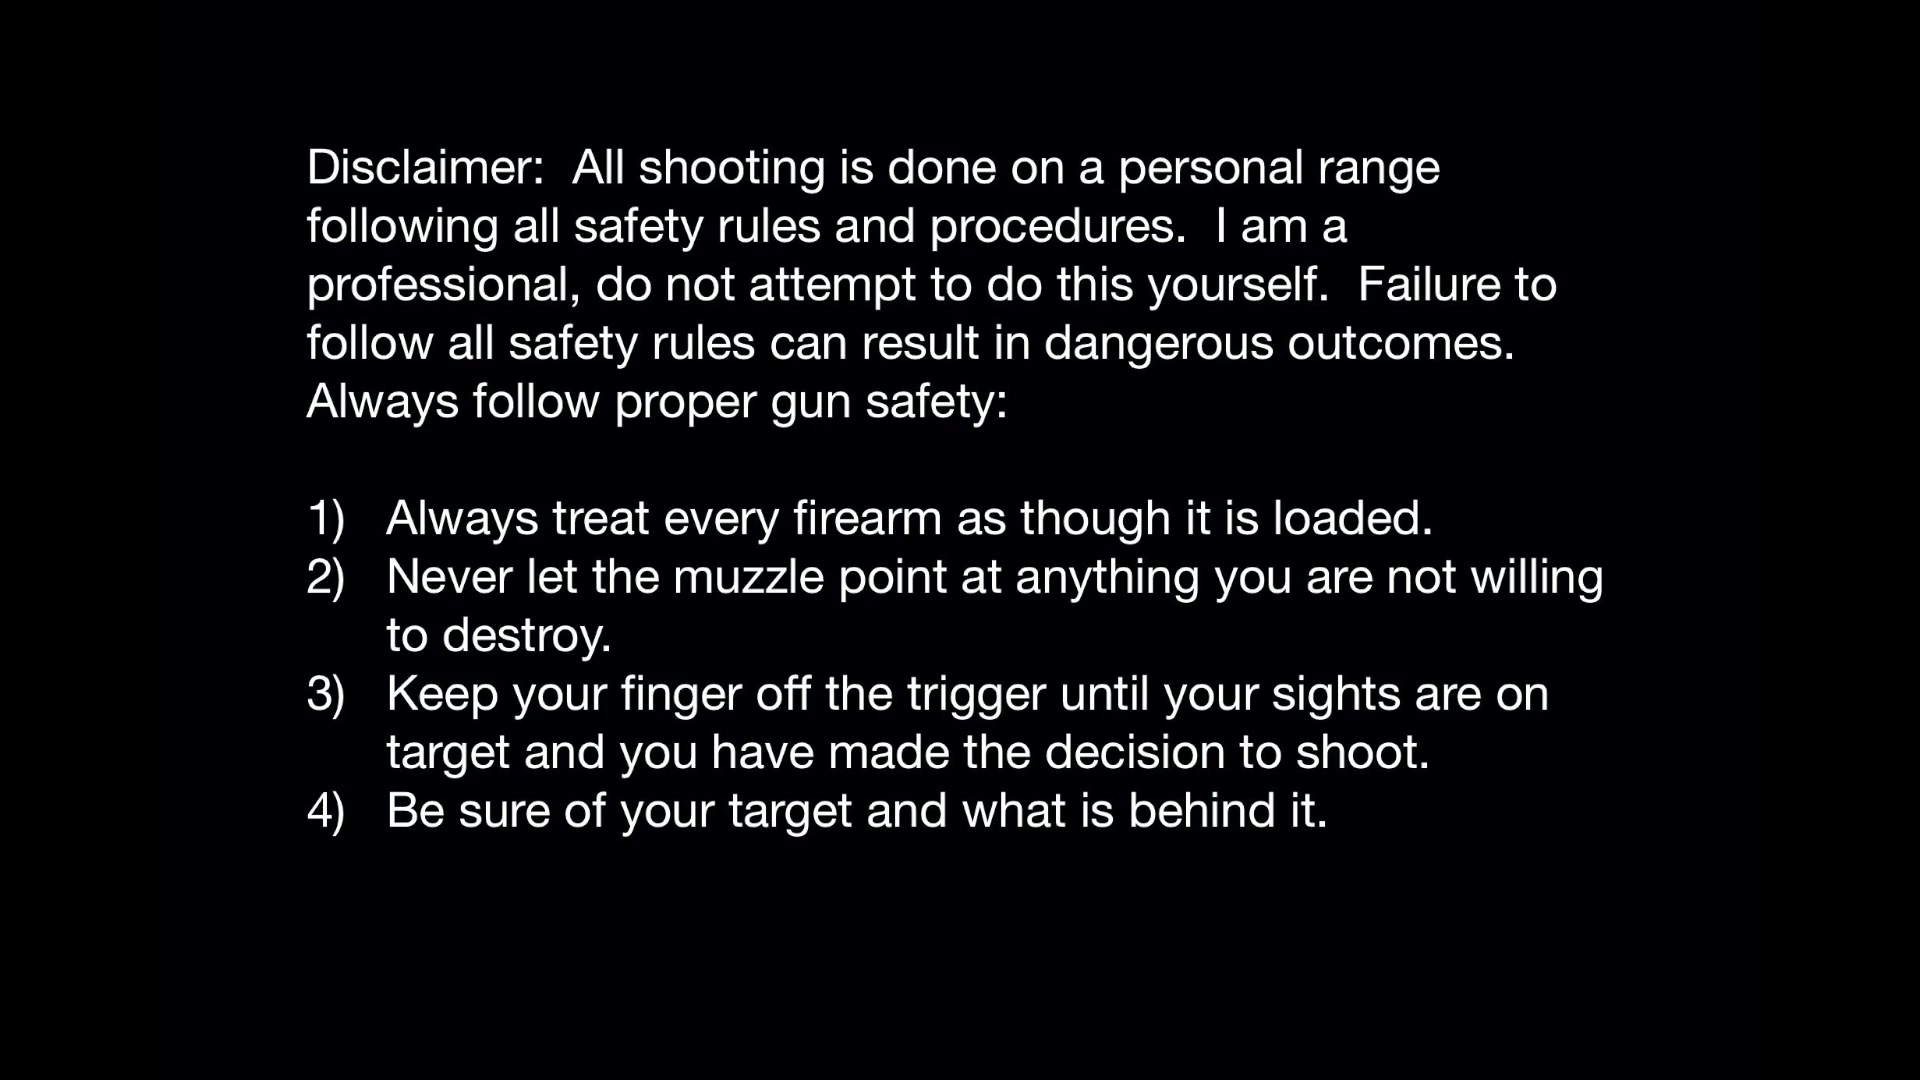 Disclaimer:  All shooting is done on a personal range
following all safety rules and procedures.  I am a
professional, do not attempt to do this yourself.  Failure to
follow all safety rules can result in dangerous outcomes.
Always follow proper gun safety:
1) Always treat every firearm as though it is loaded.
2) Never let the muzzle point at anything you are not willing
to destroy.
3) Keep your finger off the trigger until your sights are on
target and you have made the decision to shoot.
4) Be sure of your target and what is behind it.